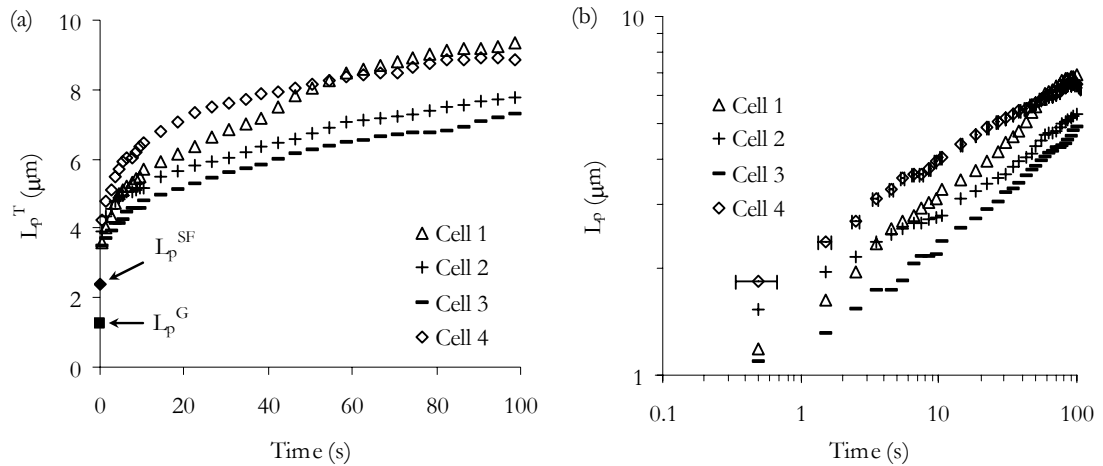 (a)
10
8
6
4
2
0
L_p^T (μm)
L_p^SF
L_p^G
Cell 1
Cell 2
Cell 3
Cell 4
0 20 40 60 80 100
Time (s)
(b)
10
1
L_p (μm)
Cell 1
Cell 2
Cell 3
Cell 4
0.1 1 10 100
Time (s)